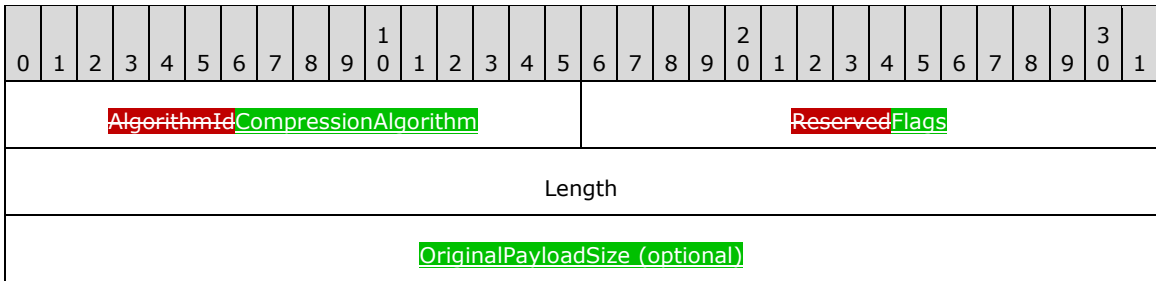 1 2 3
0 1 2 3 4 5 6 7 8 9 0 1 2 3 4 5 6 7 8 9 0 1 2 3 4 5 6 7 8 9 0 1
AlgorithmIdCompressionAlgorithm ReservedFlags
Length
OriginalPayloadSize (optional)